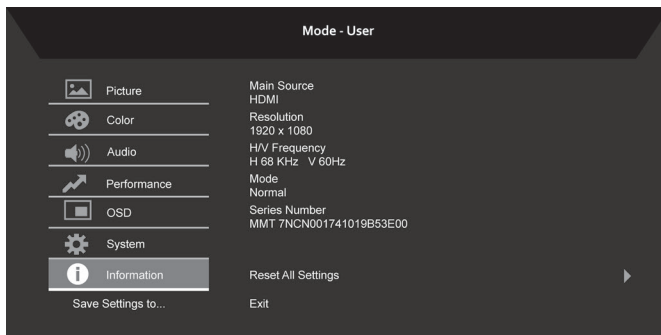 Mode - User
Picture
Color
Audio
Performance
OSD
System
Information
Save Settings to...
Main Source
HDMI
Resolution
1920 x 1080
H/V Frequency
H 68 KHz V 60Hz
Mode
Normal
Series Number
MMT 7NCN001741019B53E00
Reset All Settings
Exit